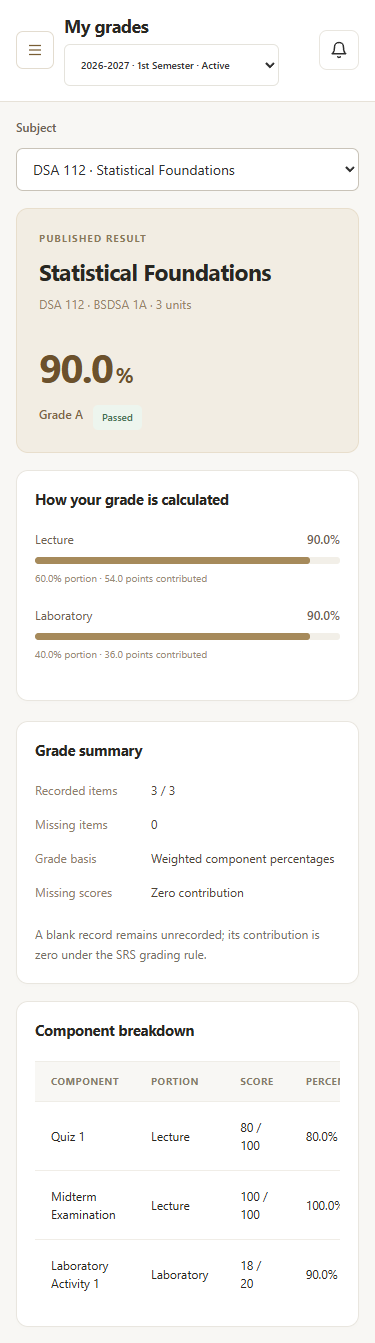 My grades
2026-2027 · 1st Semester · Active
Subject
DSA 112 · Statistical Foundations
PUBLISHED RESULT
Statistical Foundations
DSA 112 · BSDSA 1A · 3 units
90.0%
Grade A Passed
How your grade is calculated
Lecture 90.0%
60.0% portion · 54.0 points contributed
Laboratory 90.0%
40.0% portion · 36.0 points contributed
Grade summary
Recorded items 3 / 3
Missing items 0
Grade basis Weighted component percentages
Missing scores Zero contribution
A blank record remains unrecorded; its contribution is
zero under the SRS grading rule.
Component breakdown
COMPONENT PORTION SCORE
Quiz 1 Lecture 80 / 100 80.0%
Midterm Examination Lecture 100 / 100 100.0%
Laboratory Activity 1 Laboratory 18 / 20 90.0%